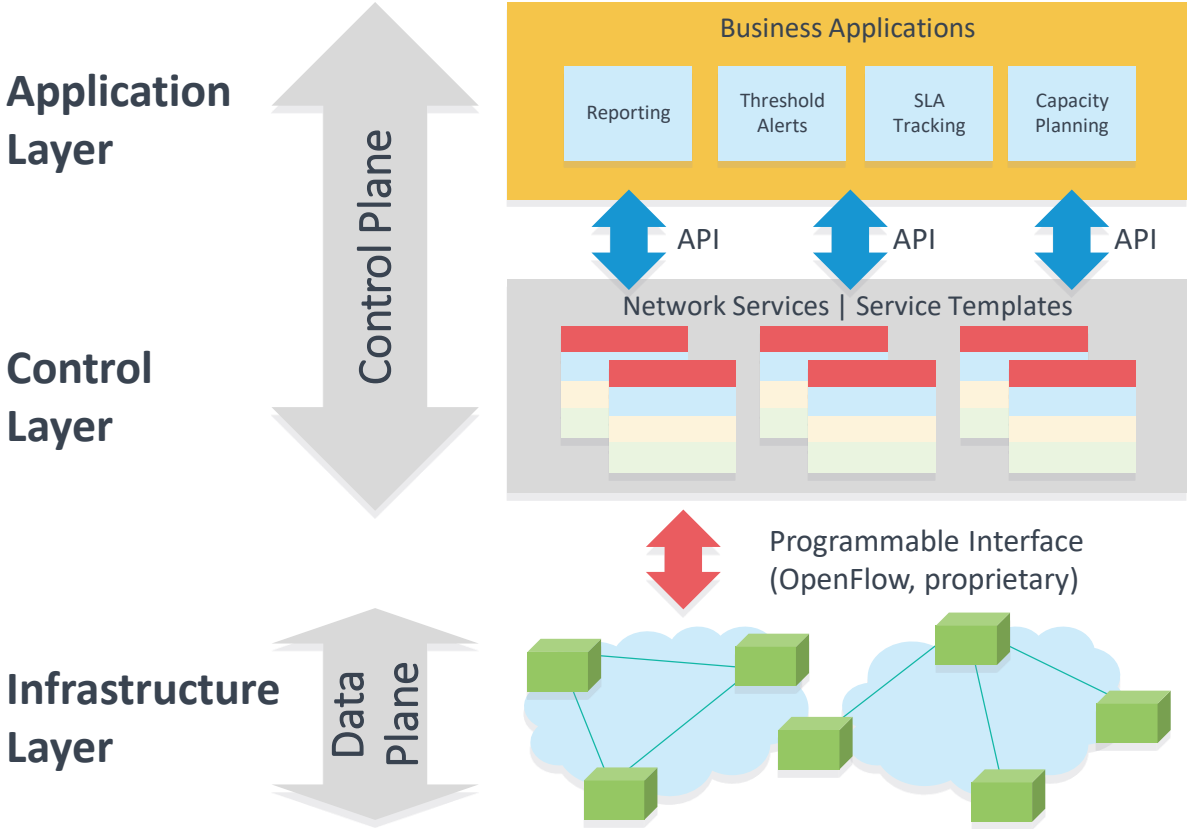 Application
Layer
Control Plane
Business Applications
Reporting
Threshold
Alerts
SLA
Tracking
Capacity
Planning
API
API
API
Control
Layer
Network Services | Service Templates
Programmable Interface
(OpenFlow, proprietary)
Infrastructure
Layer
Data
Plane